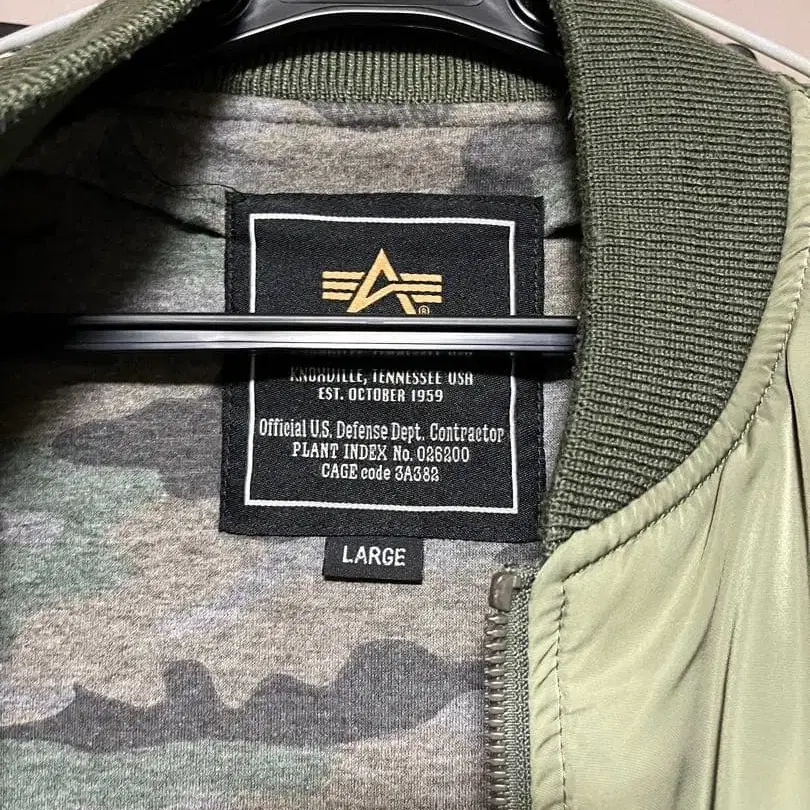 ®
KNOXVILLE, TENNESSEE USA
EST. OCTOBER 1959
Official U.S. Defense Dept. Contractor
PLANT INDEX No. 026200
CAGE code 3A382
LARGE